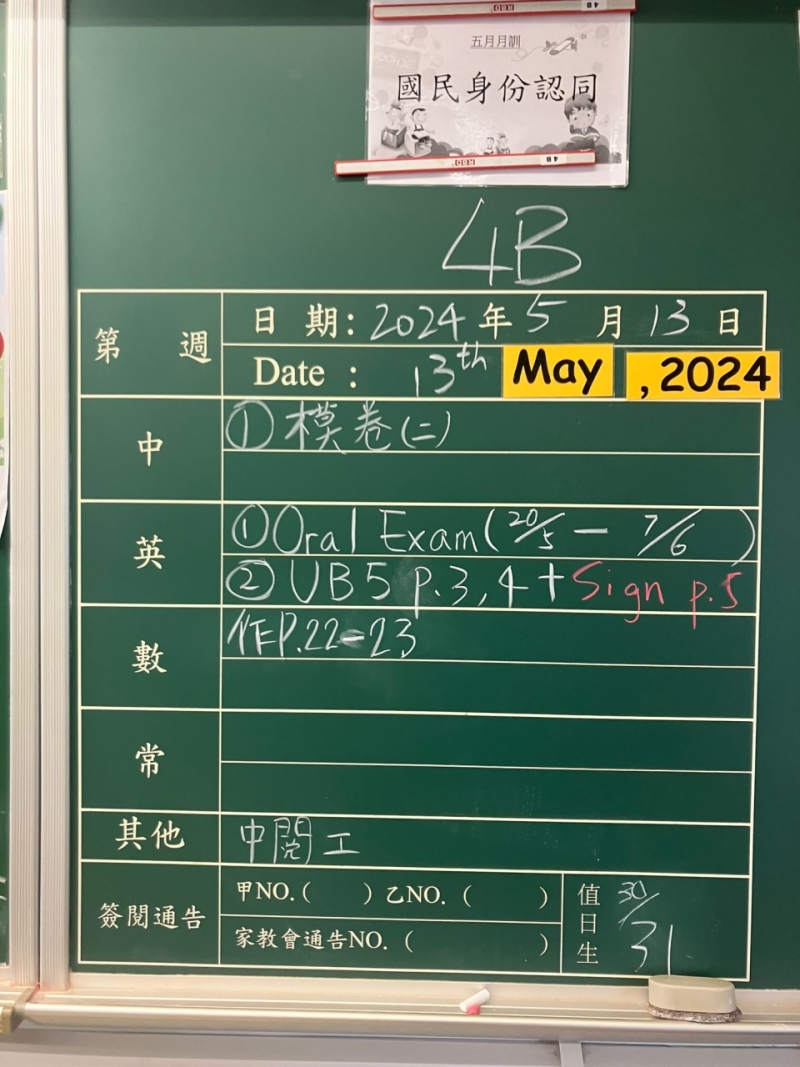 五月月訓
國民身份認同
4B
第 週
日 期: 2024 年 5 月 13 日
Date : 13th May , 2024
中
① 模卷(二)
英
① Oral Exam (20/5 — 7/6)
② UB5 p.3, 4 + Sign p.5
數
作P.22-23
常
其他
中閱工
簽閱通告
甲NO. ( ) 乙NO. ( )
家教會通告NO. ( )
值日生
30/31